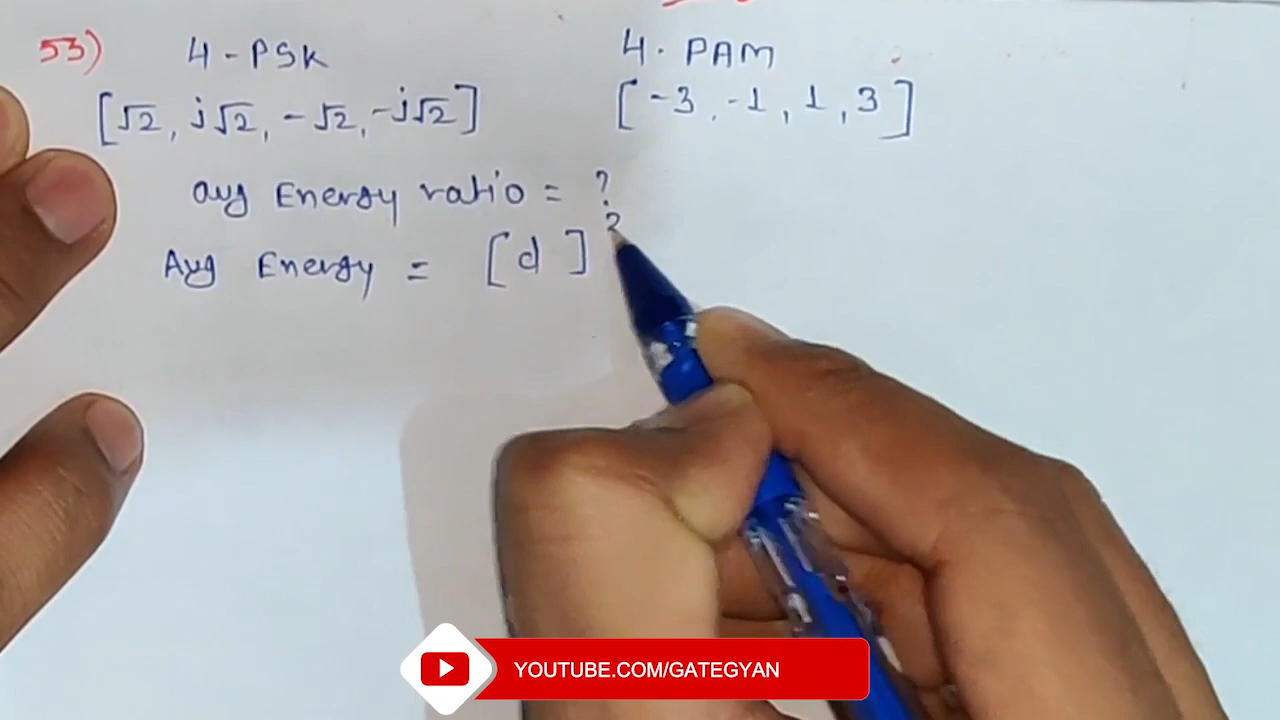 53) 4-PSK 4. PAM
[√2, j√2, -√2, -j√2] [-3, -1, 1, 3]
avg Energy ratio = ?
Avg Energy = [d]²
YOUTUBE.COM/GATEGYAN